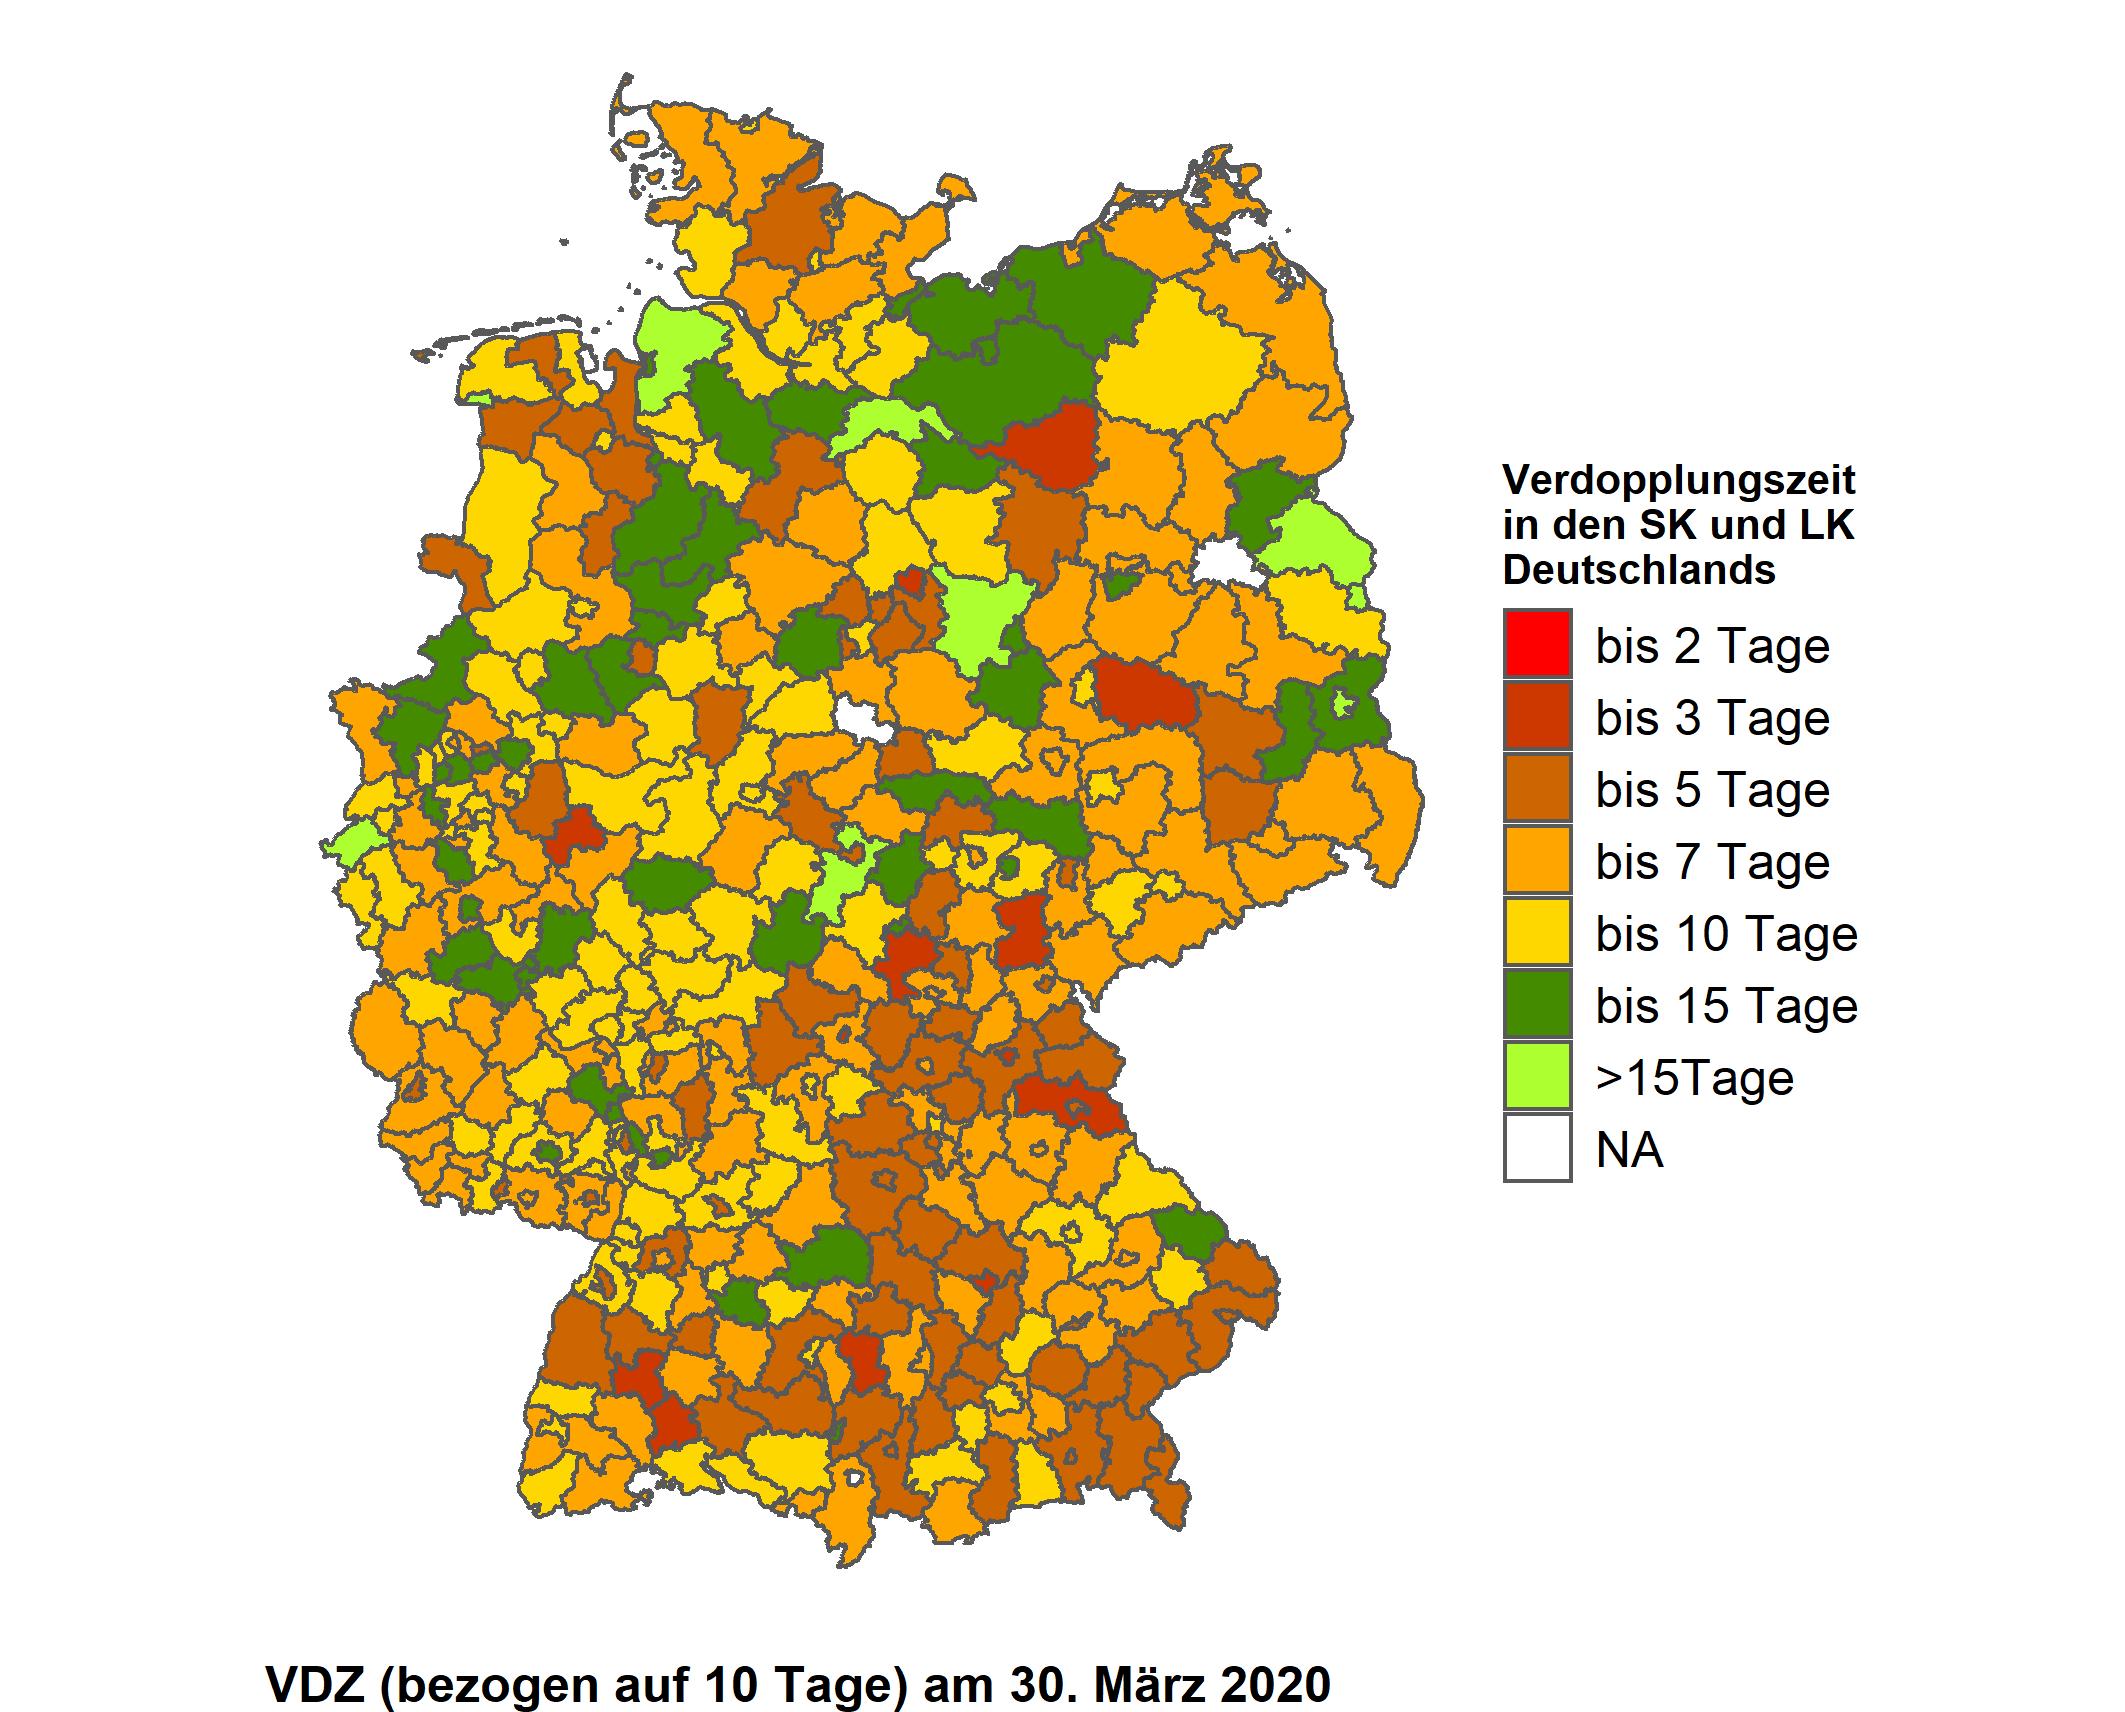 Verdopplungszeit
in den SK und LK
Deutschlands
bis 2 Tage
bis 3 Tage
bis 5 Tage
bis 7 Tage
bis 10 Tage
bis 15 Tage
>15Tage
NA
VDZ (bezogen auf 10 Tage) am 30. März 2020